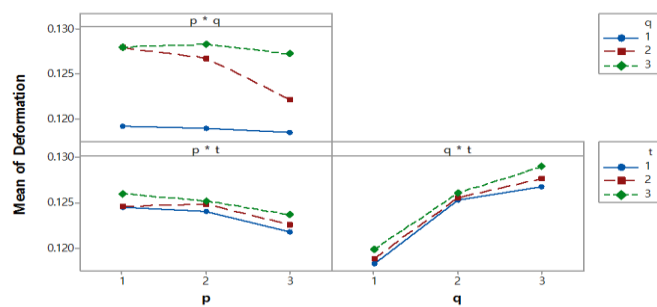 p * q
0.130
0.125
0.120
q
1
2
3
Mean of Deformation
p * t
q * t
0.130
0.125
0.120
t
1
2
3
1 2 3
1 2 3
p
q